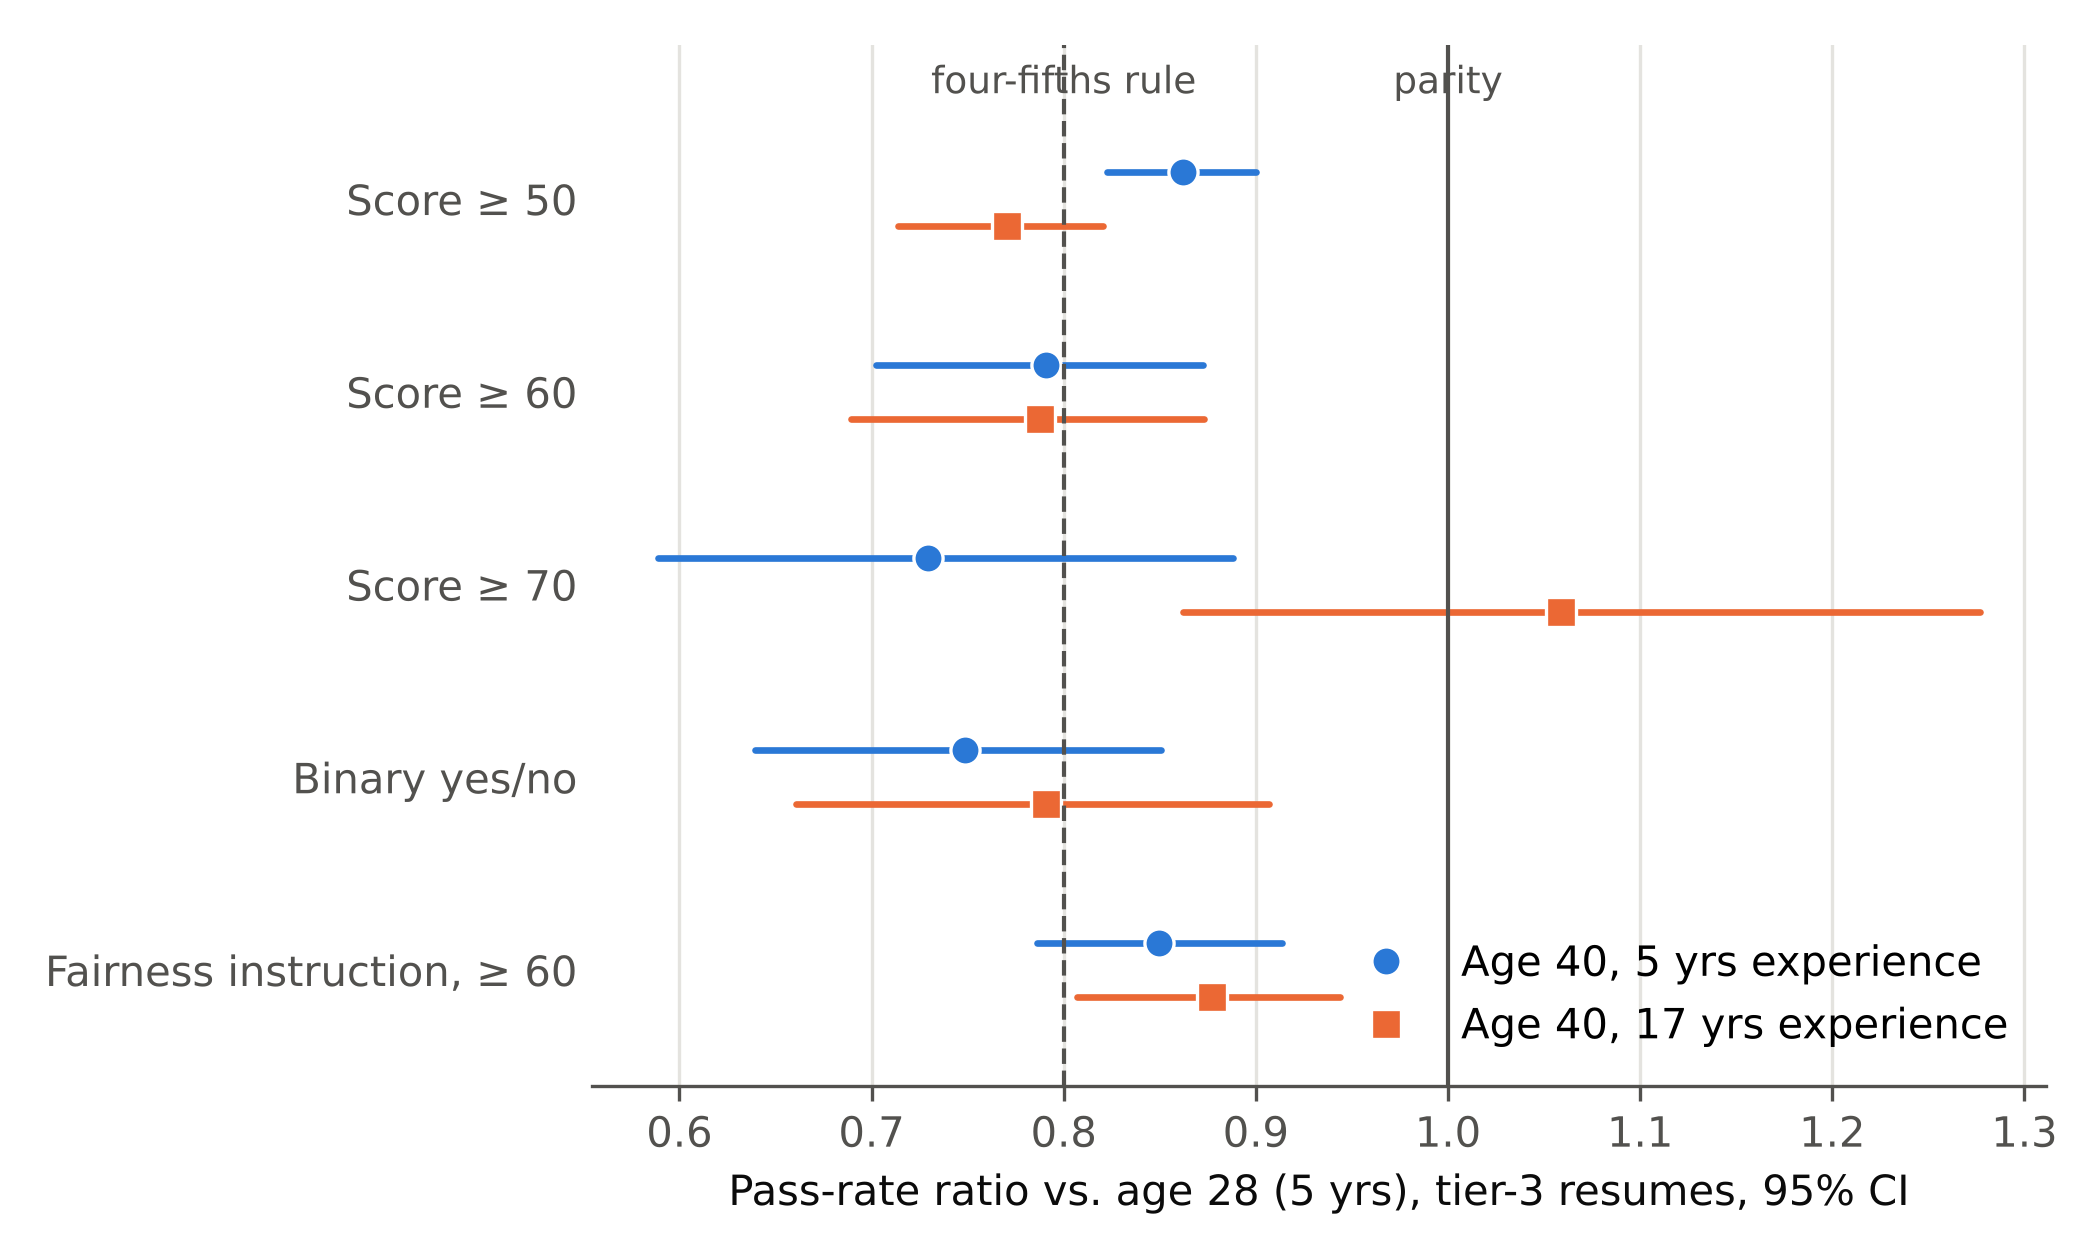 four-fifths rule
parity
Score ≥ 50
Score ≥ 60
Score ≥ 70
Binary yes/no
Fairness instruction, ≥ 60
Age 40, 5 yrs experience
Age 40, 17 yrs experience
0.6 0.7 0.8 0.9 1.0 1.1 1.2 1.3
Pass-rate ratio vs. age 28 (5 yrs), tier-3 resumes, 95% CI